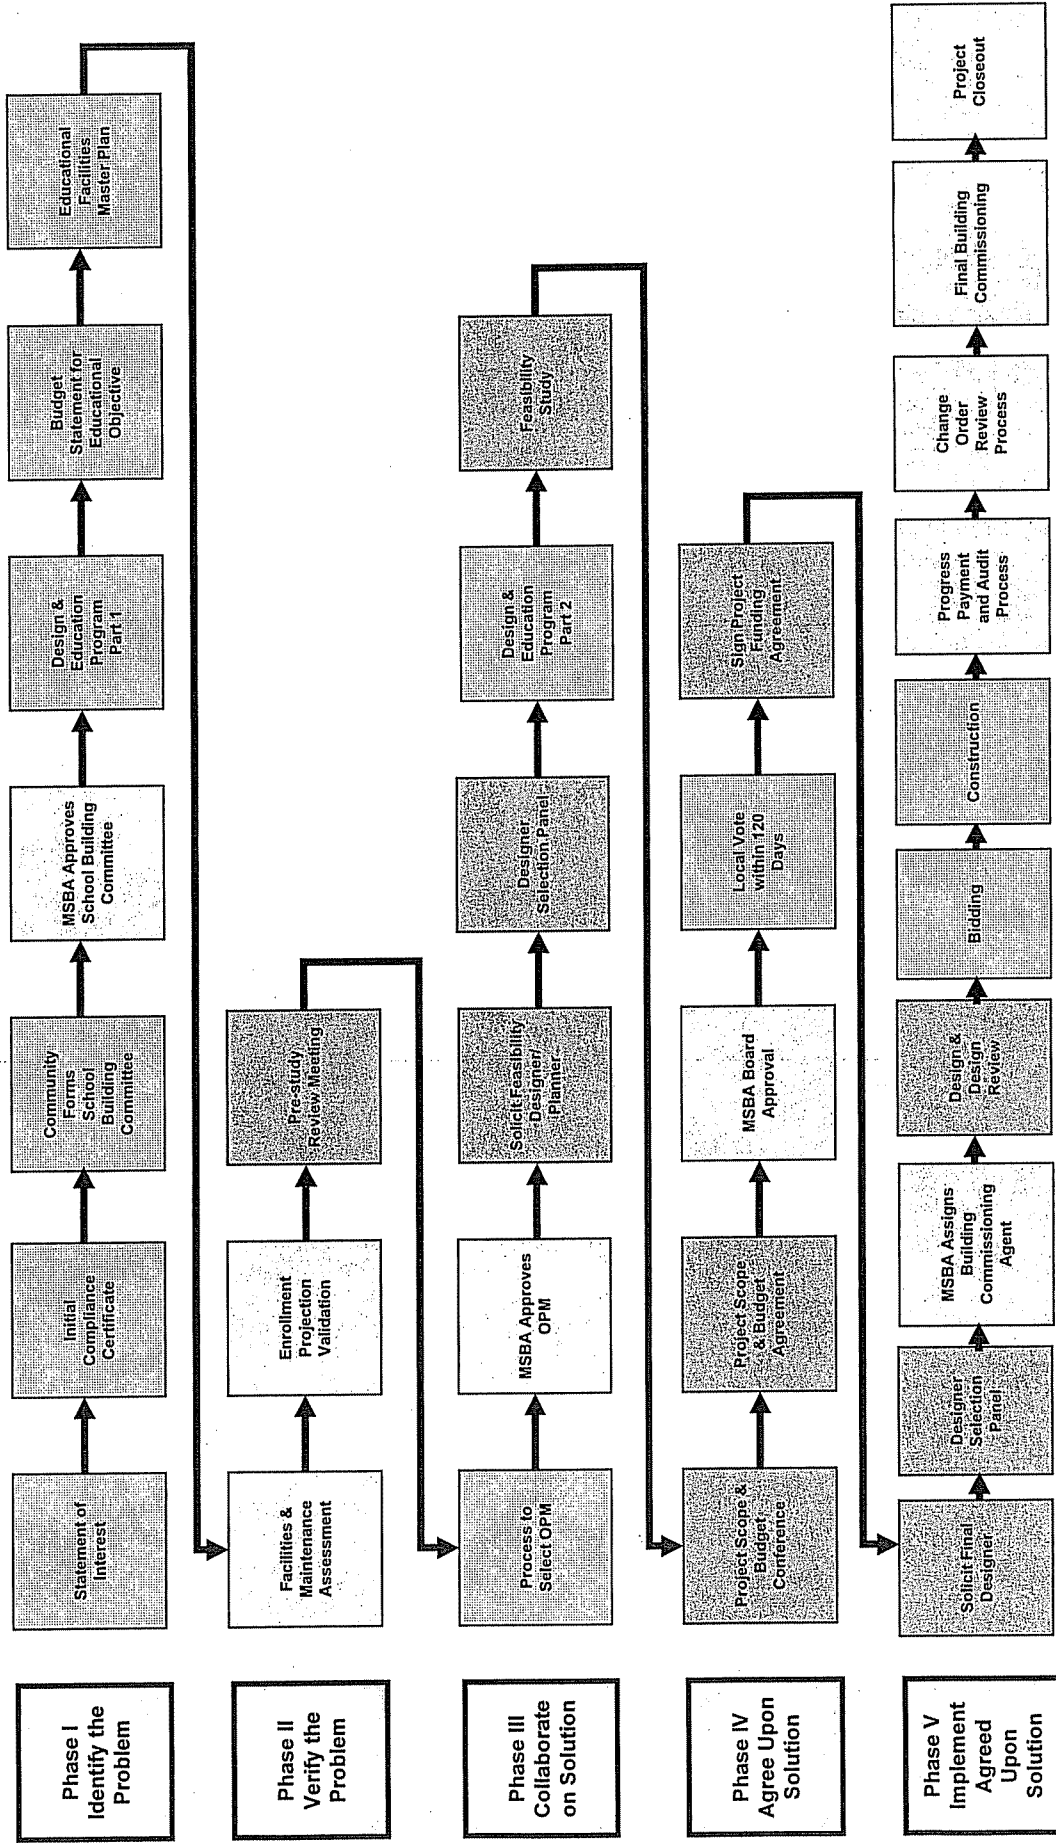 Phase I
Identify the
Problem
Statement of
Interest
Initial
Compliance
Certificate
Community
Forms
School
Building
Committee
MSBA Approves
School Building
Committee
Design &
Education
Program
Part 1
Budget
Statement for
Educational
Objective
Educational
Facilities
Master Plan
Phase II
Verify the
Problem
Facilities &
Maintenance
Assessment
Enrollment
Projection
Validation
Pre-study
Review Meeting
Phase III
Collaborate
on Solution
Process to
Select OPM
MSBA Approves
OPM
Solicit Feasibility
Designer/
Planner
Designer
Selection Panel
Design &
Education
Program
Part 2
Feasibility
Study
Phase IV
Agree Upon
Solution
Project Scope &
Budget
Conference
Project Scope
& Budget
Agreement
MSBA Board
Approval
Local Vote
within 120
Days
Sign Project
Funding
Agreement
Phase V
Implement
Agreed
Upon
Solution
Solicit Final
Designer
Designer
Selection
Panel
MSBA Assigns
Building
Commissioning
Agent
Design &
Design
Review
Bidding
Construction
Progress
Payment
and Audit
Process
Change
Order
Review
Process
Final Building
Commissioning
Project
Closeout